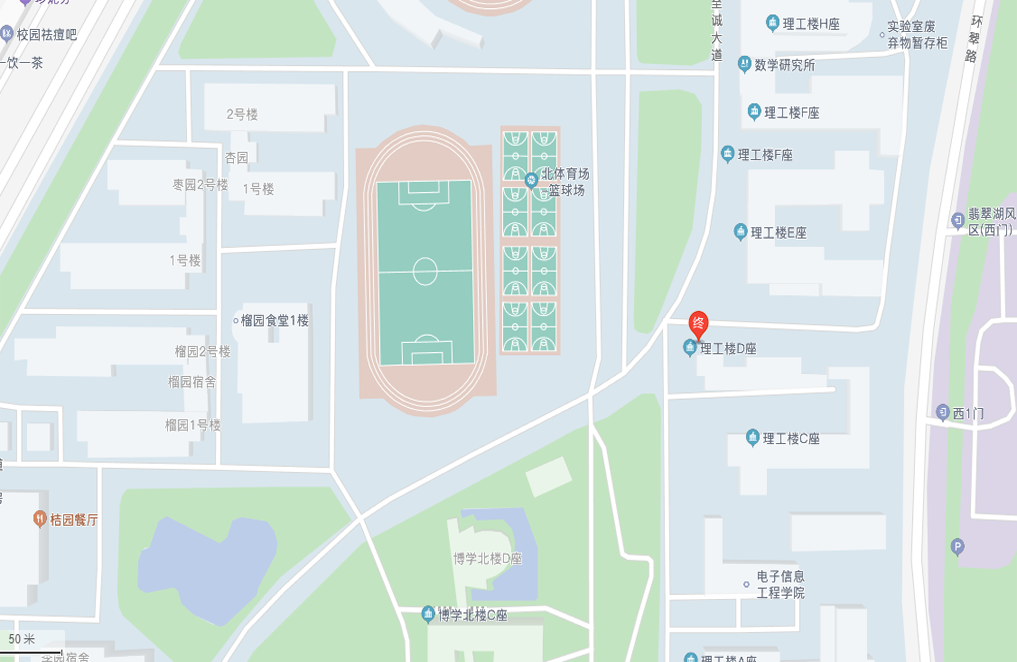 校园祛痘吧
一饮一茶
至
诚
大
道
理工楼H座
实验室废
弃物暂存柜
环
翠
路
数学研究所
2号楼
理工楼F座
杏园
理工楼F座
北体育场
篮球场
枣园2号楼
1号楼
翡翠湖风
区(西门)
理工楼E座
1号楼
榴园食堂1楼
终
榴园2号楼
理工楼D座
榴园宿舍
西1门
榴园1号楼
理工楼C座
桔园餐厅
P
博学北楼D座
电子信息
工程学院
博学北楼C座
50 米
理工楼A座